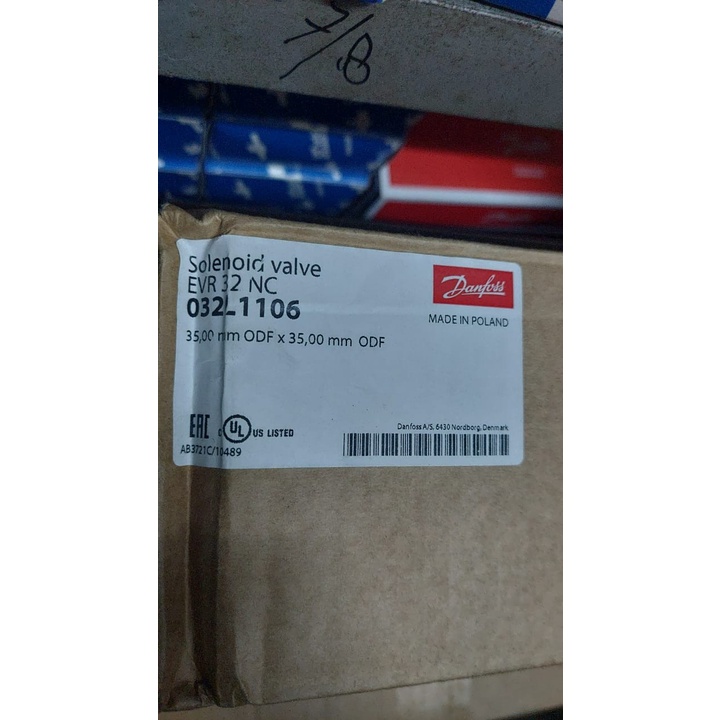 7/8
Danfoss
Solenoid valve
EVR 32 NC
032L1106
35,00 mm ODF x 35,00 mm ODF
Danfoss
MADE IN POLAND
EAC c UL US LISTED
AB3721C/10489
Danfoss A/S, 6430 Nordborg, Denmark